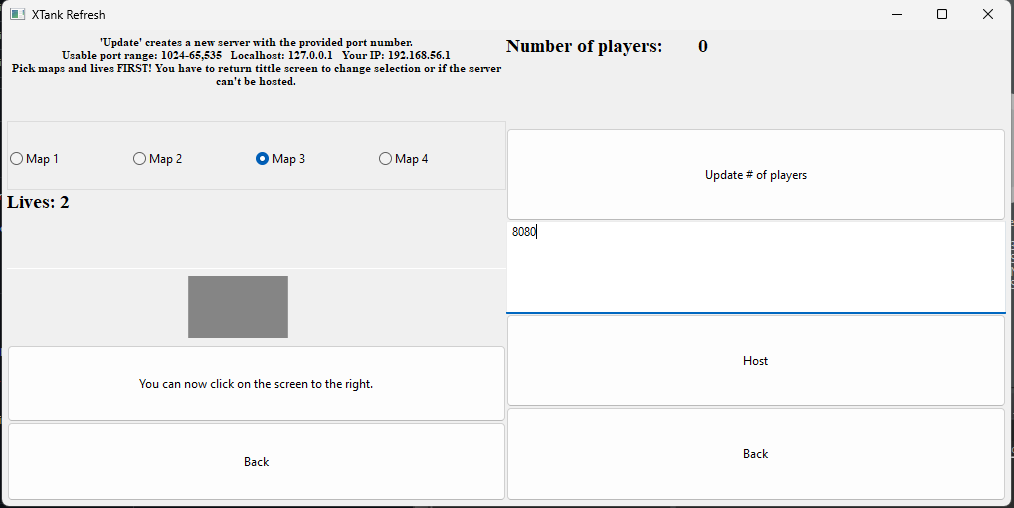 XTank Refresh
'Update' creates a new server with the provided port number.
Usable port range: 1024-65,535 Localhost: 127.0.0.1 Your IP: 192.168.56.1
Pick maps and lives FIRST! You have to return tittle screen to change selection or if the server
can't be hosted.
Map 1 Map 2 Map 3 Map 4
Lives: 2
You can now click on the screen to the right.
Back
Number of players: 0
Update # of players
8080
Host
Back